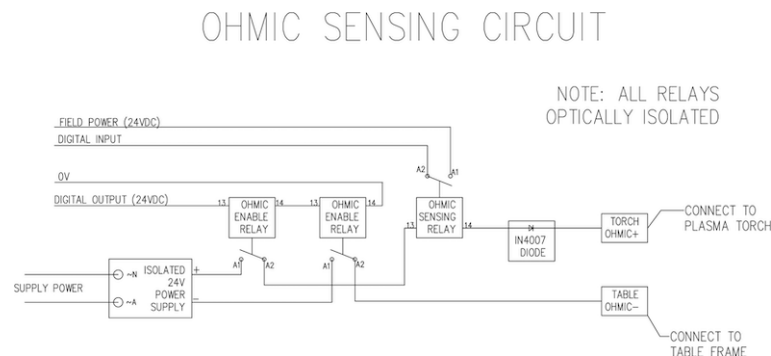 OHMIC SENSING CIRCUIT
NOTE: ALL RELAYS
OPTICALLY ISOLATED
FIELD POWER (24VDC)
DIGITAL INPUT
A2
A1
0V
DIGITAL OUTPUT (24VDC)
13
OHMIC
ENABLE
RELAY
14
13
OHMIC
ENABLE
RELAY
14
13
OHMIC
SENSING
RELAY
14
IN4007
DIODE
TORCH
OHMIC+
CONNECT TO
PLASMA TORCH
A1
A2
A1
A2
SUPPLY POWER
~N
~A
ISOLATED
24V
POWER
SUPPLY
+
-
TABLE
OHMIC-
CONNECT TO
TABLE FRAME